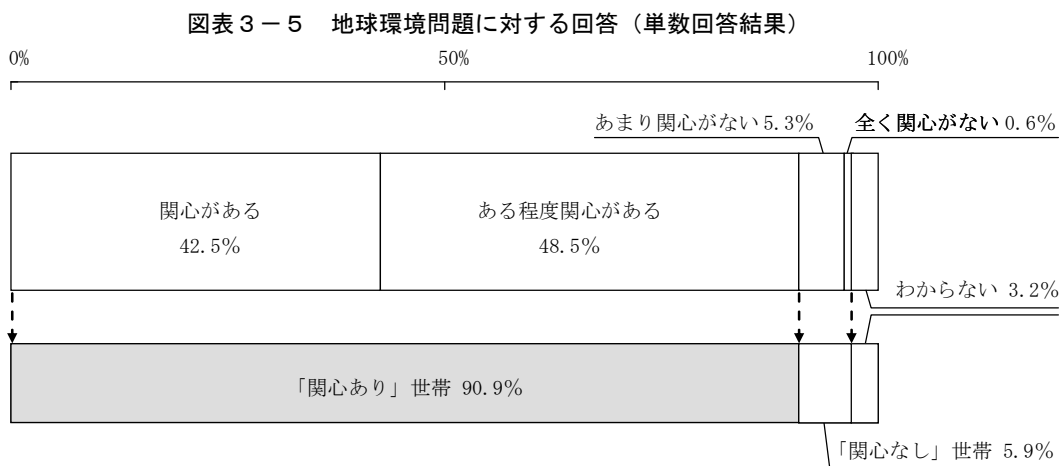 図表３－５　地球環境問題に対する回答（単数回答結果）
0%
50%
100%
あまり関心がない 5.3%
全く関心がない 0.6%
関心がある
42.5%
ある程度関心がある
48.5%
わからない 3.2%
「関心あり」世帯 90.9%
「関心なし」世帯 5.9%